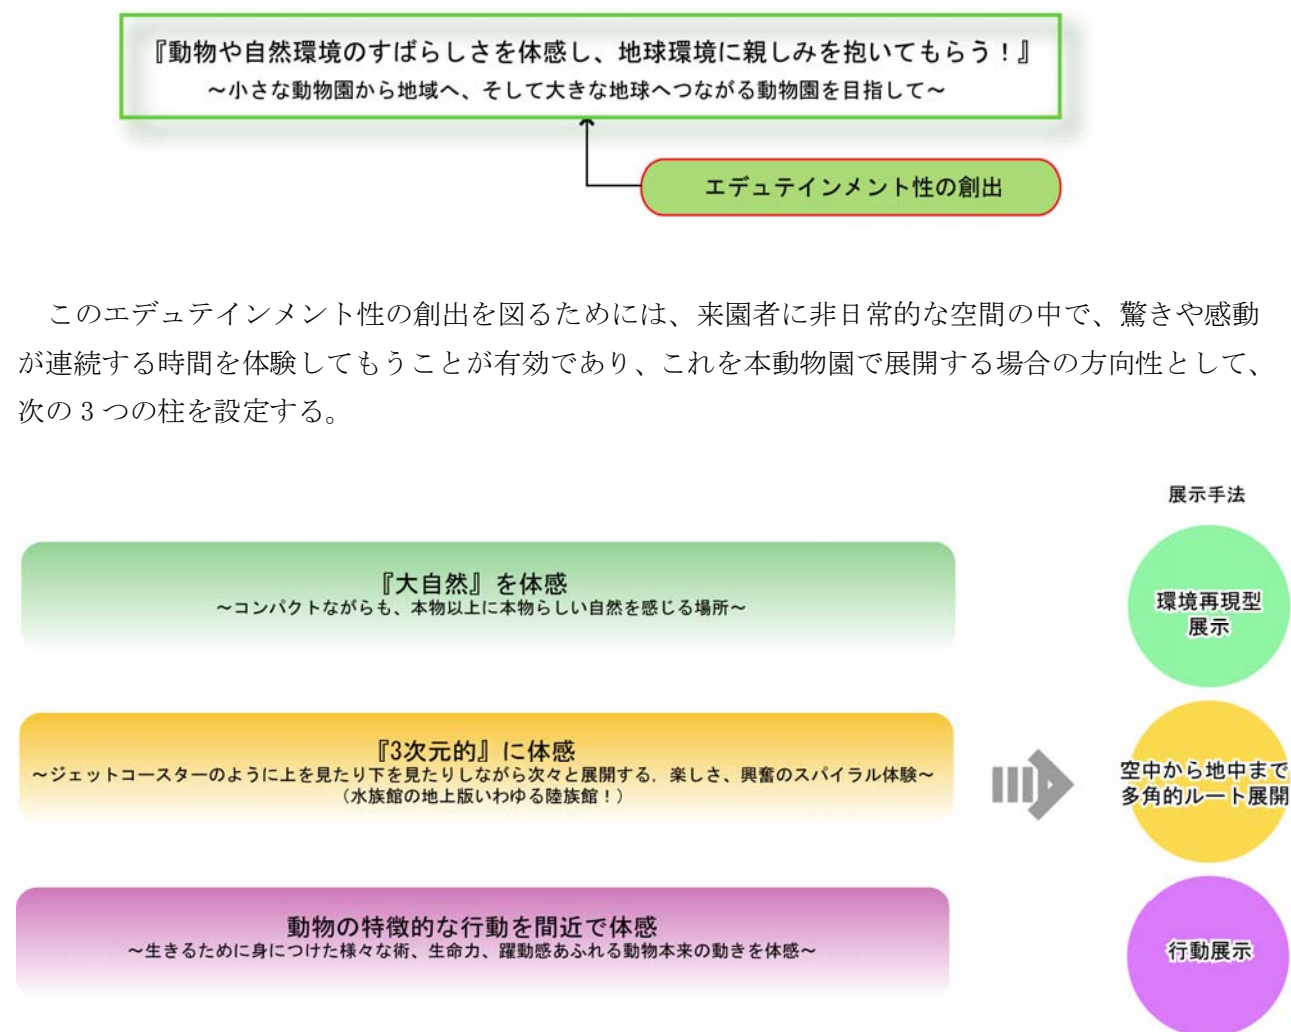 『動物や自然環境のすばらしさを体感し、地球環境に親しみを抱いてもらう！』
～小さな動物園から地域へ、そして大きな地球へつながる動物園を目指して～
エデュテインメント性の創出
このエデュテインメント性の創出を図るためには、来園者に非日常的な空間の中で、驚きや感動
が連続する時間を体験してもうことが有効であり、これを本動物園で展開する場合の方向性として、
次の3つの柱を設定する。
展示手法
『大自然』を体感
～コンパクトながらも、本物以上に本物らしい自然を感じる場所～
環境再現型
展示
『3次元的』に体感
～ジェットコースターのように上を見たり下を見たりしながら次々と展開する，楽しさ、興奮のスパイラル体験～
（水族館の地上版いわゆる陸族館！）
空中から地中まで
多角的ルート展開
動物の特徴的な行動を間近で体感
～生きるために身につけた様々な術、生命力、躍動感あふれる動物本来の動きを体感～
行動展示